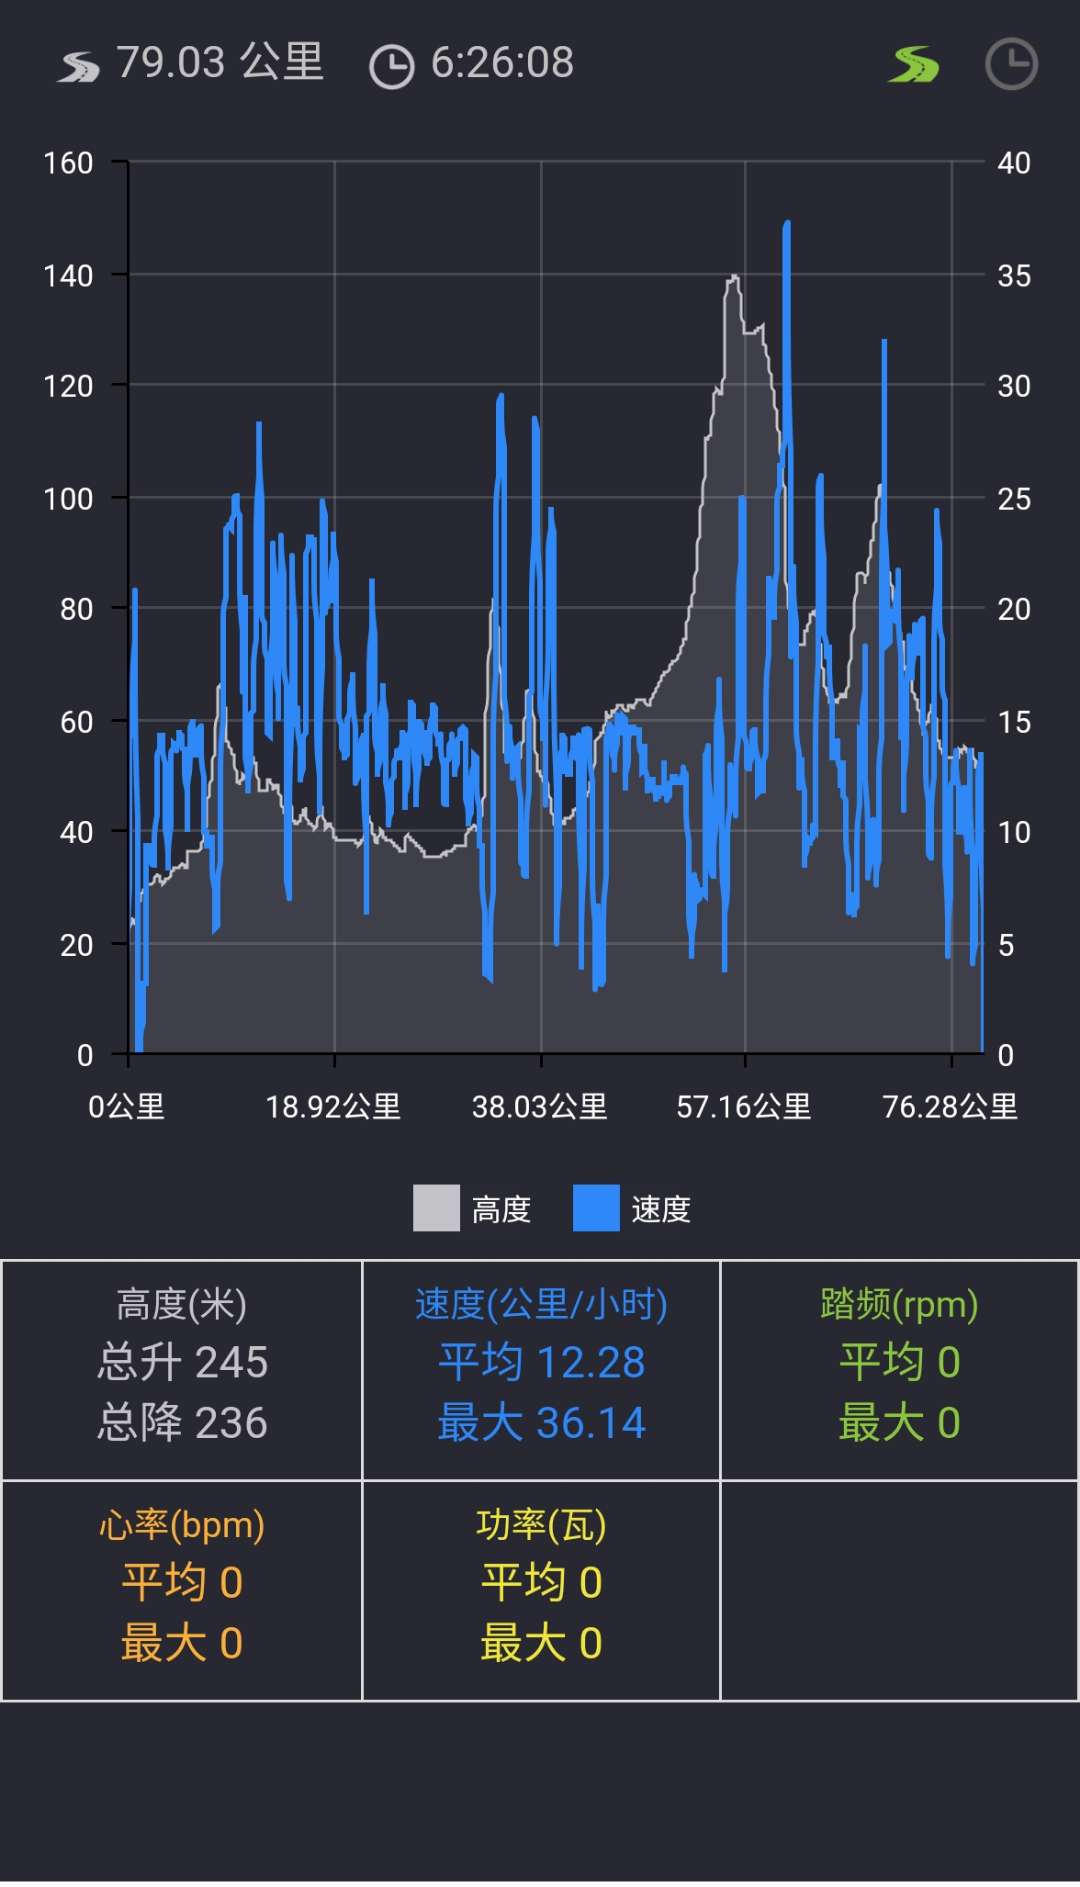 79.03 公里 6:26:08
160 40
140 35
120 30
100 25
80 20
60 15
40 10
20 5
0 0
0公里 18.92公里 38.03公里 57.16公里 76.28公里
高度 速度
高度(米) 速度(公里/小时) 踏频(rpm)
总升 245 平均 12.28 平均 0
总降 236 最大 36.14 最大 0
心率(bpm) 功率(瓦)
平均 0 平均 0
最大 0 最大 0